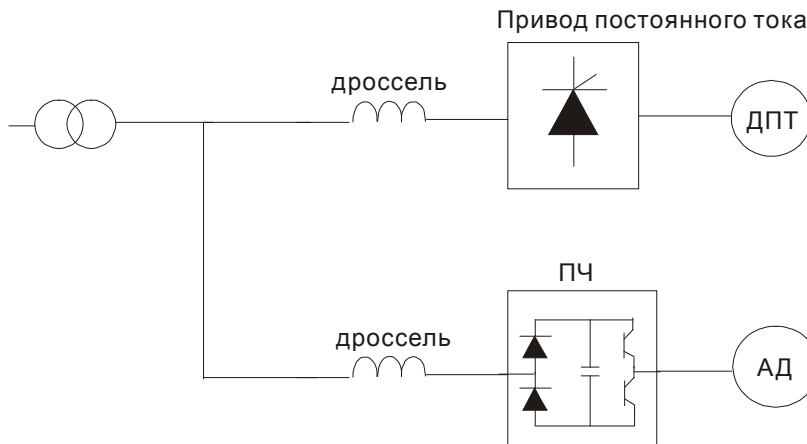 Привод постоянного тока
дроссель
ДПТ
ПЧ
дроссель
АД